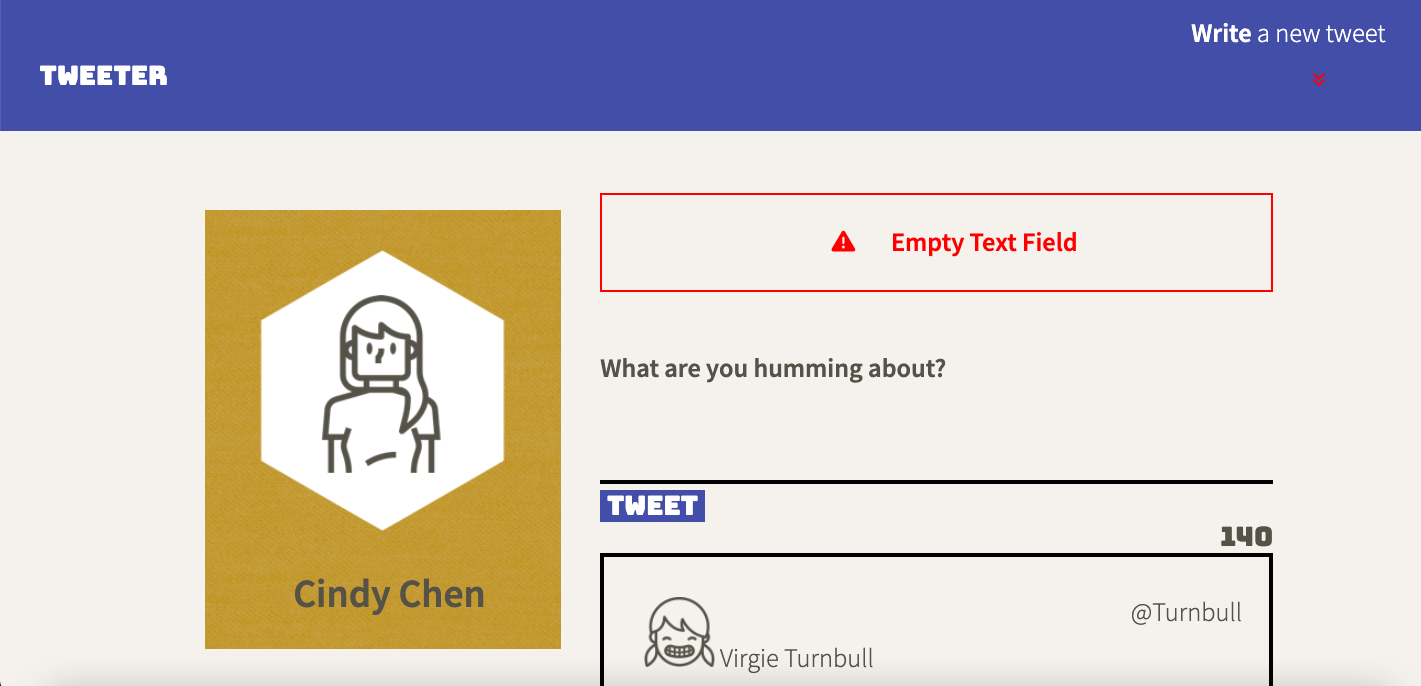 Write a new tweet
TWEETER
Empty Text Field
What are you humming about?
TWEET
140
Cindy Chen
@Turnbull
Virgie Turnbull